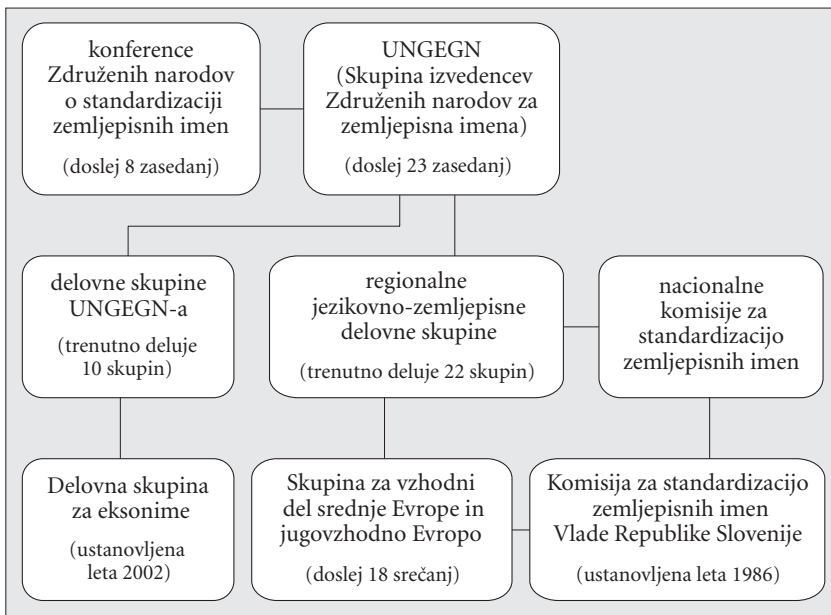 konference
Združenih narodov
o standardizaciji
zemljepisnih imen
(doslej 8 zasedanj)
UNGEGN
(Skupina izvedencev
Združenih narodov za
zemljepisna imena)
(doslej 23 zasedanj)
delovne skupine
UNGEGN-a
(trenutno deluje
10 skupin)
regionalne
jezikovno-zemljepisne
delovne skupine
(trenutno deluje 22 skupin)
nacionalne
komisije za
standardizacijo
zemljepisnih imen
Delovna skupina
za eksonime
(ustanovljena
leta 2002)
Skupina za vzhodni
del srednje Evrope in
jugovzhodno Evropo
(doslej 18 srečanj)
Komisija za standardizacijo
zemljepisnih imen
Vlade Republike Slovenije
(ustanovljena leta 1986)